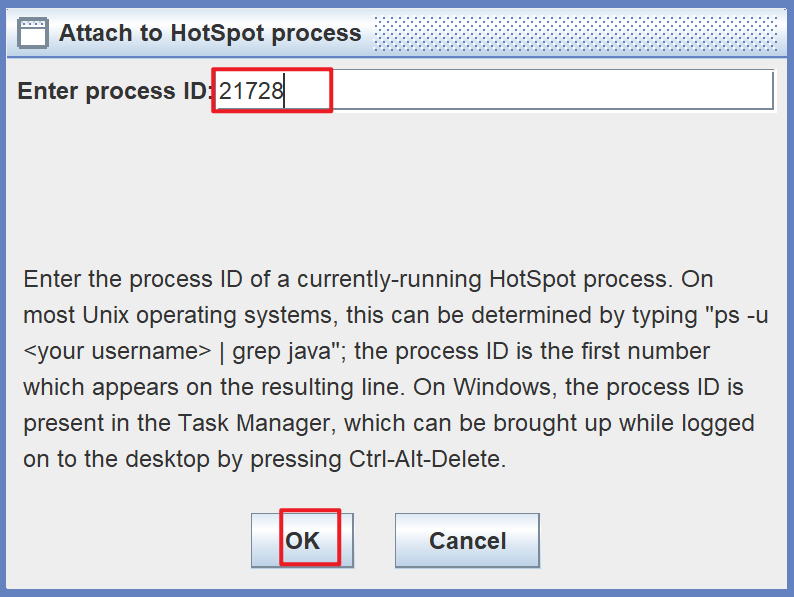 Attach to HotSpot process
Enter process ID: 21728
Enter the process ID of a currently-running HotSpot process. On
most Unix operating systems, this can be determined by typing "ps -u
<your username> | grep java"; the process ID is the first number
which appears on the resulting line. On Windows, the process ID is
present in the Task Manager, which can be brought up while logged
on to the desktop by pressing Ctrl-Alt-Delete.
OK Cancel